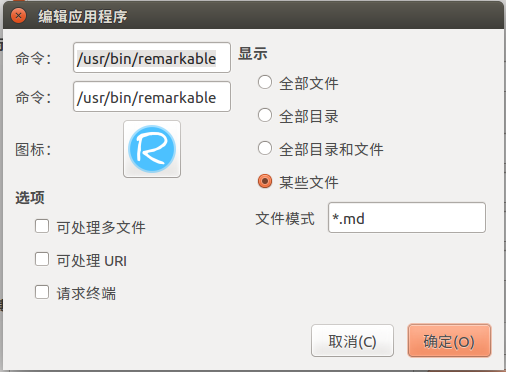 编辑应用程序
命令： /usr/bin/remarkable
命令： /usr/bin/remarkable
图标：
R
选项
可处理多文件
可处理 URI
请求终端
显示
全部文件
全部目录
全部目录和文件
某些文件
文件模式 *.md
取消(C) 确定(O)